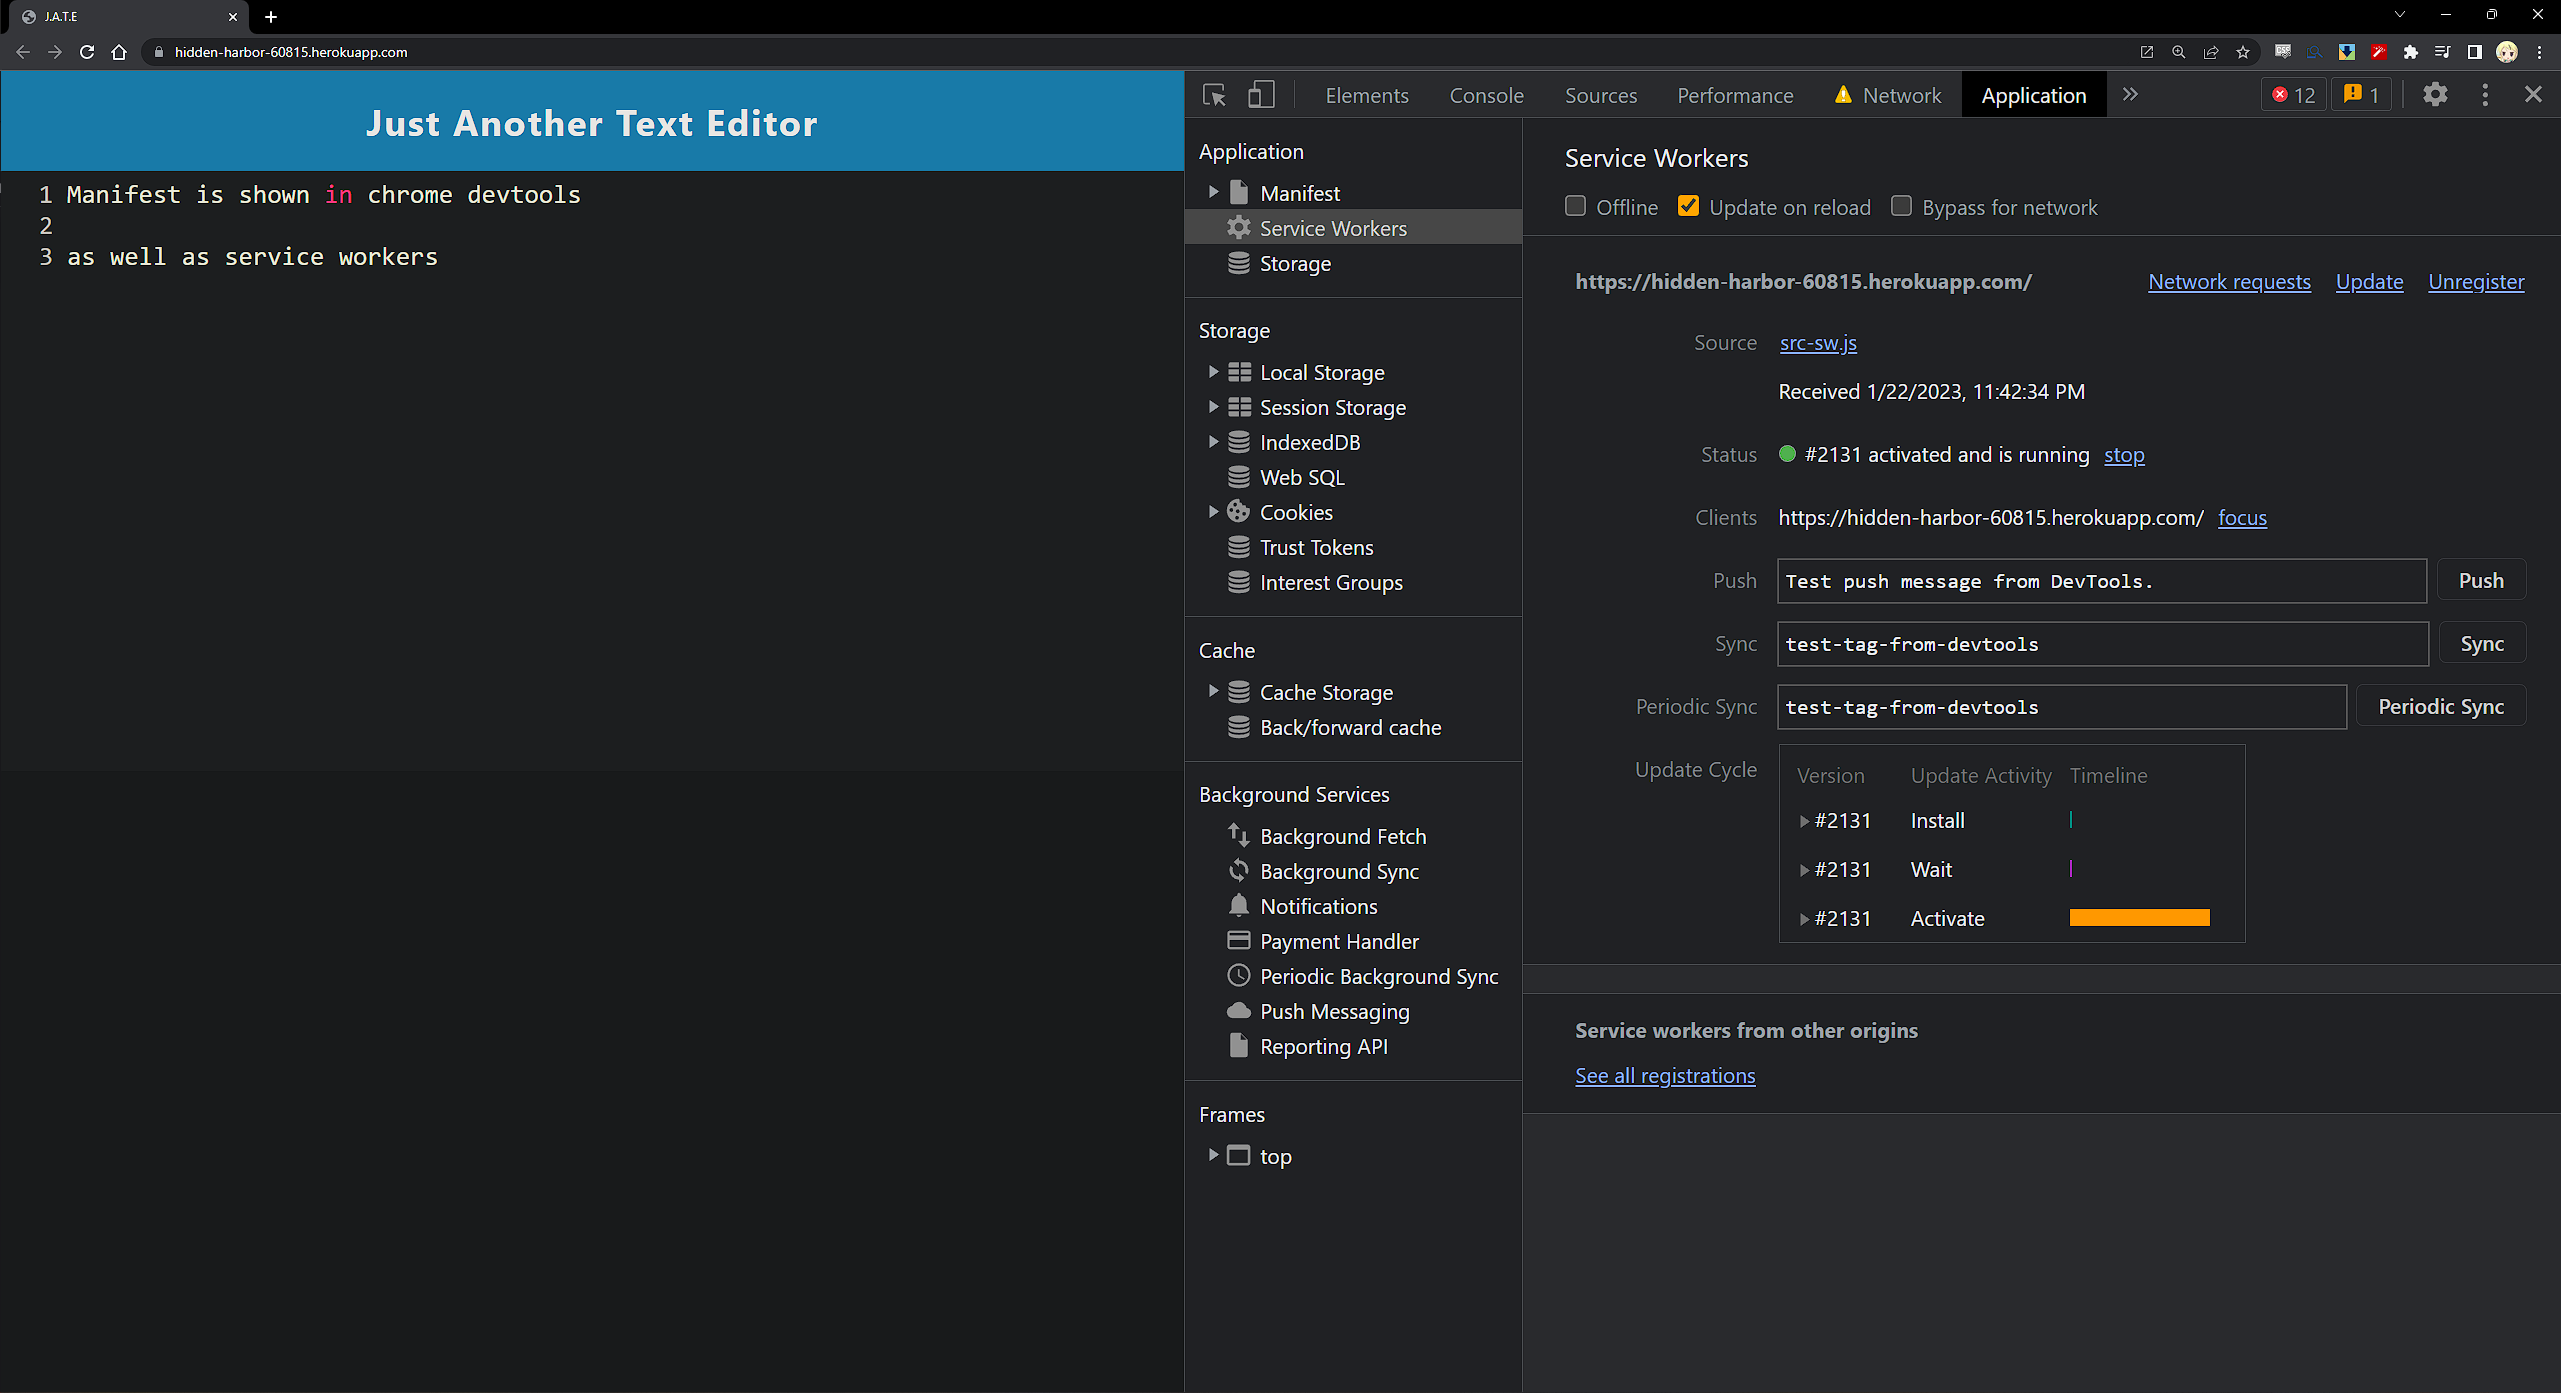 J.A.T.E
hidden-harbor-60815.herokuapp.com
Just Another Text Editor
1 Manifest is shown in chrome devtools
2
3 as well as service workers
Elements Console Sources Performance Network Application 12 1
Application
Manifest
Service Workers
Storage
Storage
Local Storage
Session Storage
IndexedDB
Web SQL
Cookies
Trust Tokens
Interest Groups
Cache
Cache Storage
Back/forward cache
Background Services
Background Fetch
Background Sync
Notifications
Payment Handler
Periodic Background Sync
Push Messaging
Reporting API
Frames
top
Service Workers
Offline Update on reload Bypass for network
https://hidden-harbor-60815.herokuapp.com/ Network requests Update Unregister
Source src-sw.js
Received 1/22/2023, 11:42:34 PM
Status #2131 activated and is running stop
Clients https://hidden-harbor-60815.herokuapp.com/ focus
Push Test push message from DevTools. Push
Sync test-tag-from-devtools Sync
Periodic Sync test-tag-from-devtools Periodic Sync
Update Cycle Version Update Activity Timeline
#2131 Install
#2131 Wait
#2131 Activate
Service workers from other origins
See all registrations